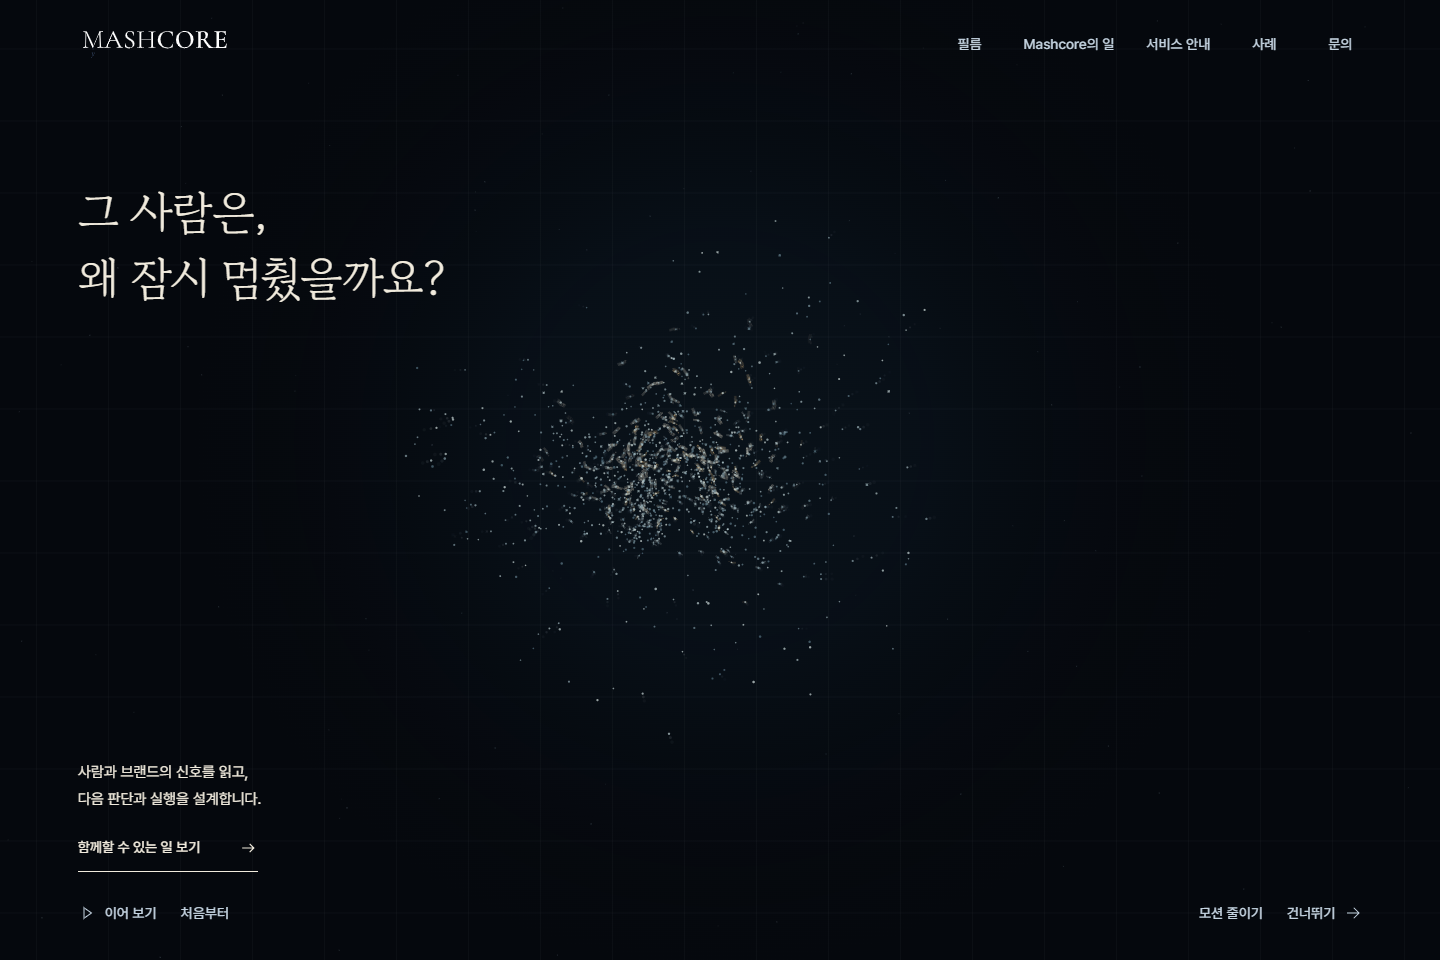 MASHCORE
필름 Mashcore의 일 서비스 안내 사례 문의
그 사람은,
왜 잠시 멈췄을까요?
사람과 브랜드의 신호를 읽고,
다음 판단과 실행을 설계합니다.
함께할 수 있는 일 보기
이어 보기 처음부터
모션 줄이기 건너뛰기